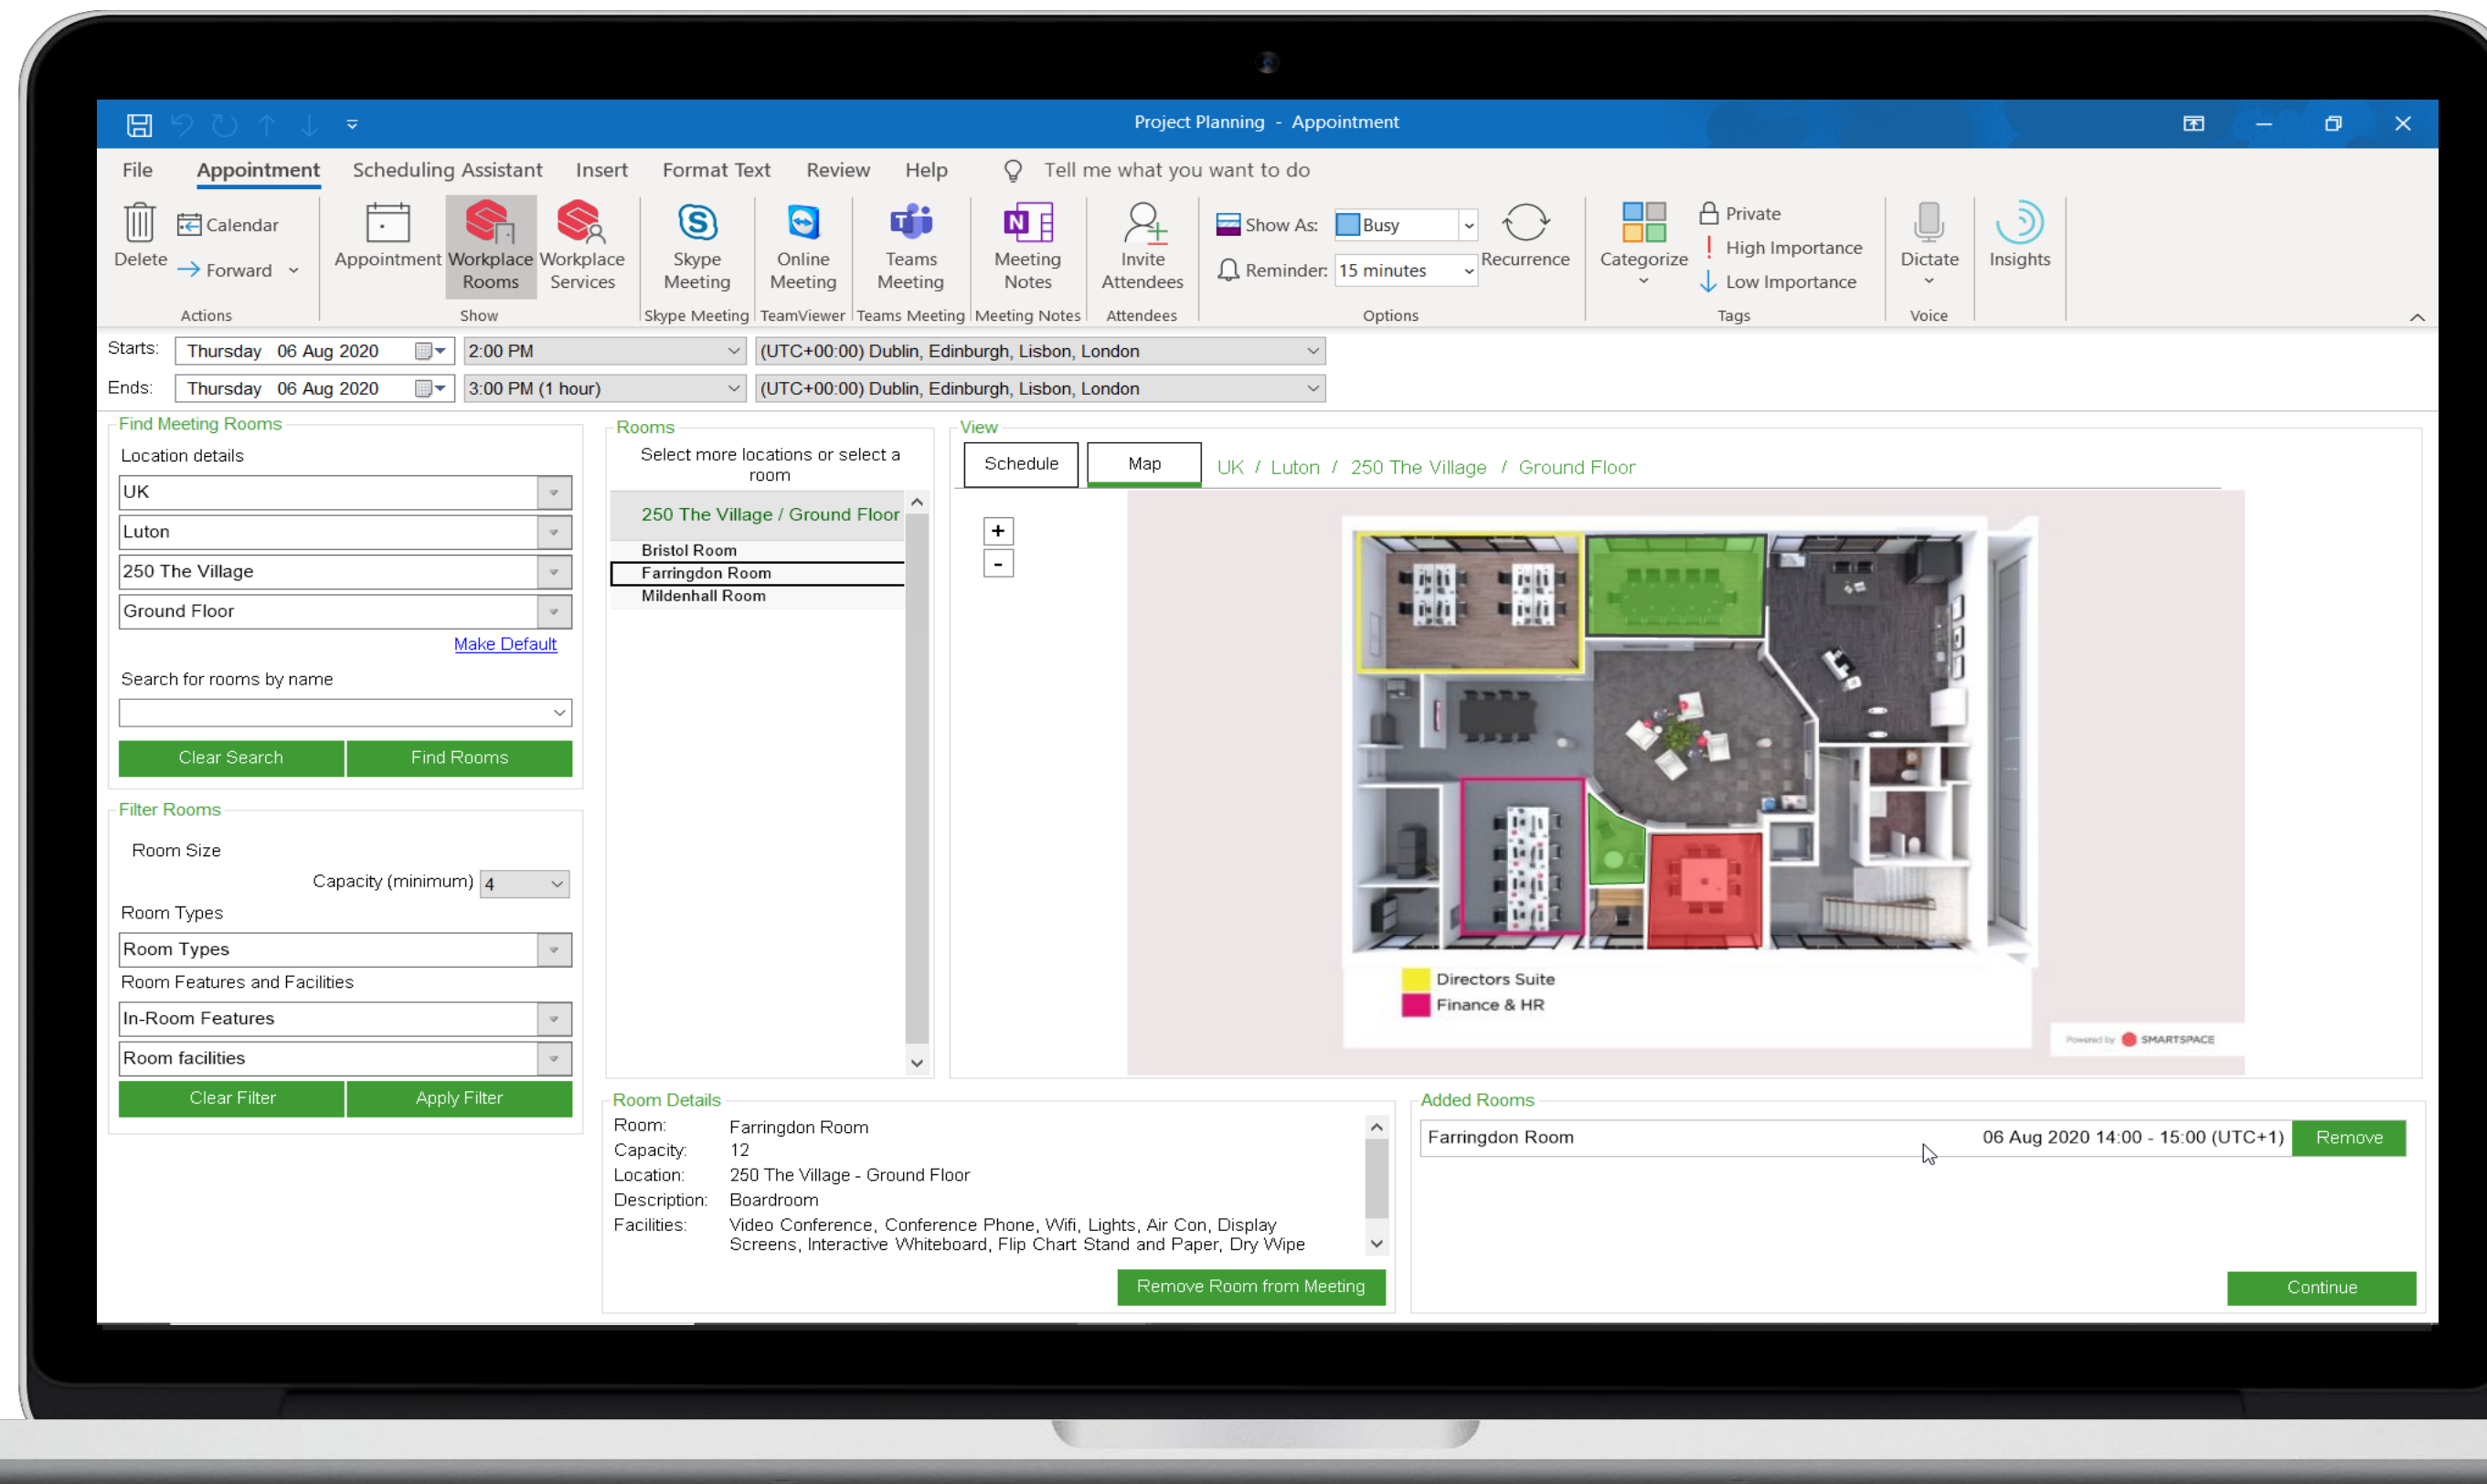 Project Planning - Appointment
File Appointment Scheduling Assistant Insert Format Text Review Help Tell me what you want to do
Delete
Calendar
Forward
Actions
Appointment
Workplace Rooms
Workplace Services
Show
Skype Meeting
Skype Meeting
Online Meeting
TeamViewer
Teams Meeting
Teams Meeting
Meeting Notes
Meeting Notes
Invite Attendees
Attendees
Show As: Busy
Reminder: 15 minutes
Recurrence
Options
Categorize
Private
High Importance
Low Importance
Tags
Dictate
Voice
Insights
Starts: Thursday 06 Aug 2020 2:00 PM (UTC+00:00) Dublin, Edinburgh, Lisbon, London
Ends: Thursday 06 Aug 2020 3:00 PM (1 hour) (UTC+00:00) Dublin, Edinburgh, Lisbon, London
Find Meeting Rooms
Location details
UK
Luton
250 The Village
Ground Floor
Make Default
Search for rooms by name
Clear Search Find Rooms
Filter Rooms
Room Size
Capacity (minimum) 4
Room Types
Room Types
Room Features and Facilities
In-Room Features
Room facilities
Clear Filter Apply Filter
Rooms
Select more locations or select a
room
250 The Village / Ground Floor
Bristol Room
Farringdon Room
Mildenhall Room
View
Schedule Map UK / Luton / 250 The Village / Ground Floor
+
-
Directors Suite
Finance & HR
Powered by SMARTSPACE
Room Details
Room: Farringdon Room
Capacity: 12
Location: 250 The Village - Ground Floor
Description: Boardroom
Facilities: Video Conference, Conference Phone, Wifi, Lights, Air Con, Display
Screens, Interactive Whiteboard, Flip Chart Stand and Paper, Dry Wipe
Remove Room from Meeting
Added Rooms
Farringdon Room 06 Aug 2020 14:00 - 15:00 (UTC+1) Remove
Continue